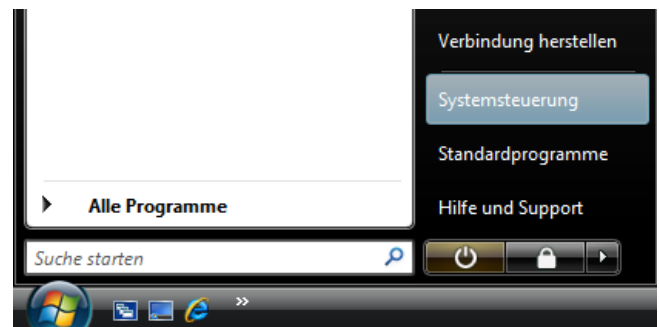 Verbindung herstellen
Systemsteuerung
Standardprogramme
Alle Programme
Hilfe und Support
Suche starten